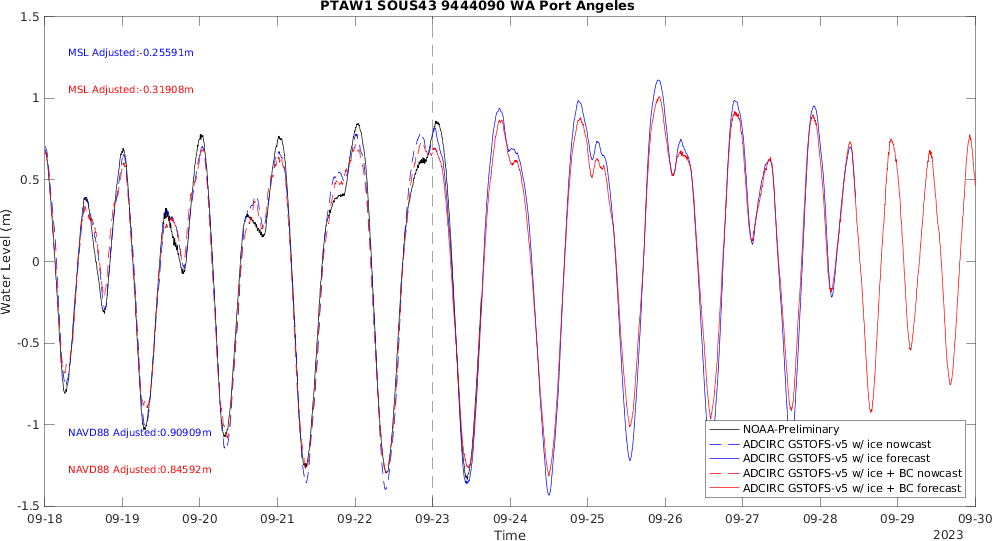 PTAW1 SOUS43 9444090 WA Port Angeles
MSL Adjusted:-0.25591m
MSL Adjusted:-0.31908m
NAVD88 Adjusted:0.90909m
NAVD88 Adjusted:0.84592m
Water Level (m)
1.5
1
0.5
0
-0.5
-1
-1.5
NOAA-Preliminary
ADCIRC GSTOFS-v5 w/ ice nowcast
ADCIRC GSTOFS-v5 w/ ice forecast
ADCIRC GSTOFS-v5 w/ ice + BC nowcast
ADCIRC GSTOFS-v5 w/ ice + BC forecast
09-18 09-19 09-20 09-21 09-22 09-23 09-24 09-25 09-26 09-27 09-28 09-29 09-30
Time
2023